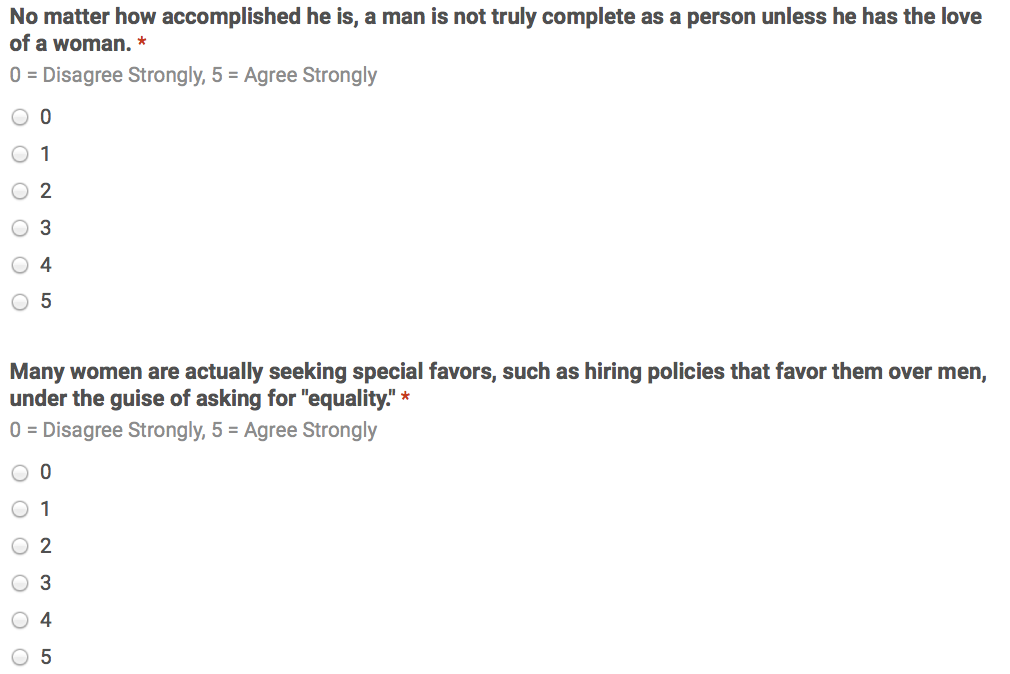 No matter how accomplished he is, a man is not truly complete as a person unless he has the love
of a woman. *
0 = Disagree Strongly, 5 = Agree Strongly
0
1
2
3
4
5
Many women are actually seeking special favors, such as hiring policies that favor them over men,
under the guise of asking for "equality." *
0 = Disagree Strongly, 5 = Agree Strongly
0
1
2
3
4
5